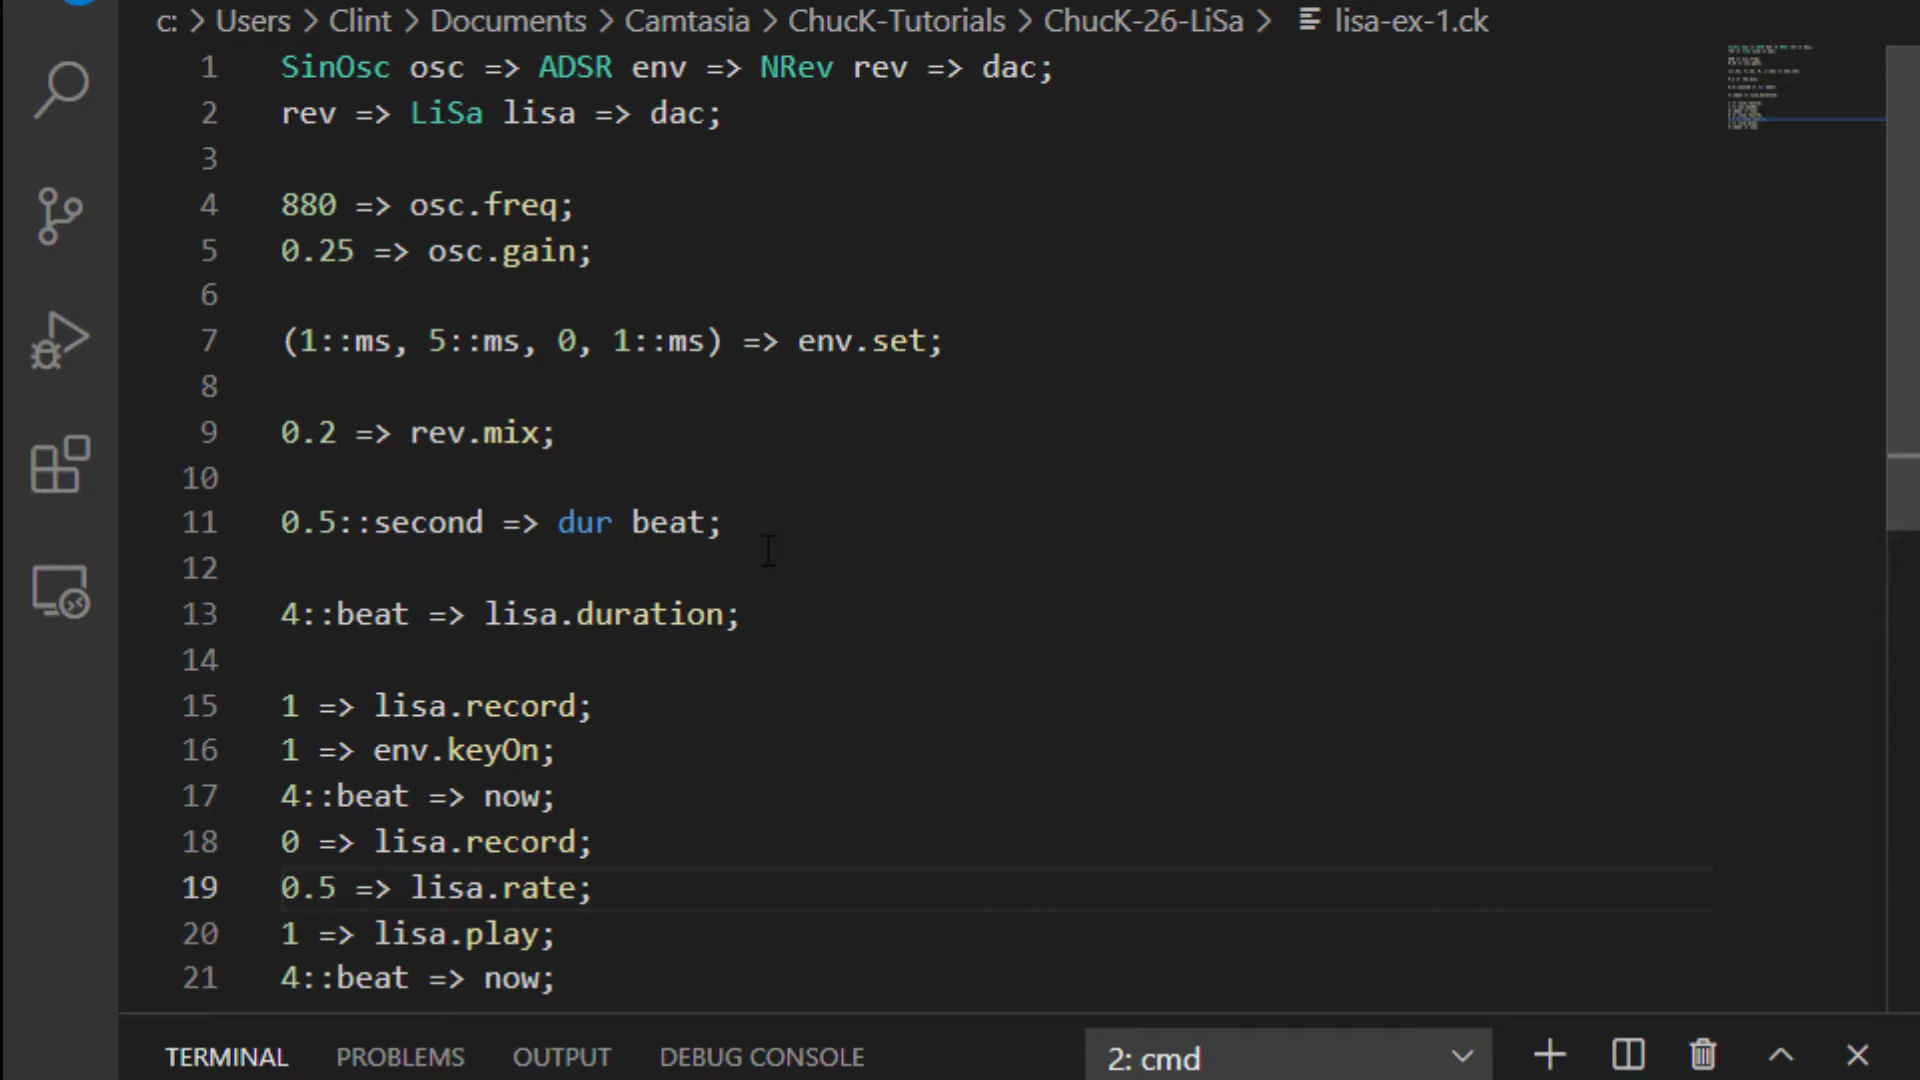 c: > Users > Clint > Documents > Camtasia > ChucK-Tutorials > ChucK-26-LiSa > lisa-ex-1.ck
1 SinOsc osc => ADSR env => NRev rev => dac;
2 rev => LiSa lisa => dac;
3
4 880 => osc.freq;
5 0.25 => osc.gain;
6
7 (1::ms, 5::ms, 0, 1::ms) => env.set;
8
9 0.2 => rev.mix;
10
11 0.5::second => dur beat;
12
13 4::beat => lisa.duration;
14
15 1 => lisa.record;
16 1 => env.keyOn;
17 4::beat => now;
18 0 => lisa.record;
19 0.5 => lisa.rate;
20 1 => lisa.play;
21 4::beat => now;
TERMINAL PROBLEMS OUTPUT DEBUG CONSOLE 2: cmd